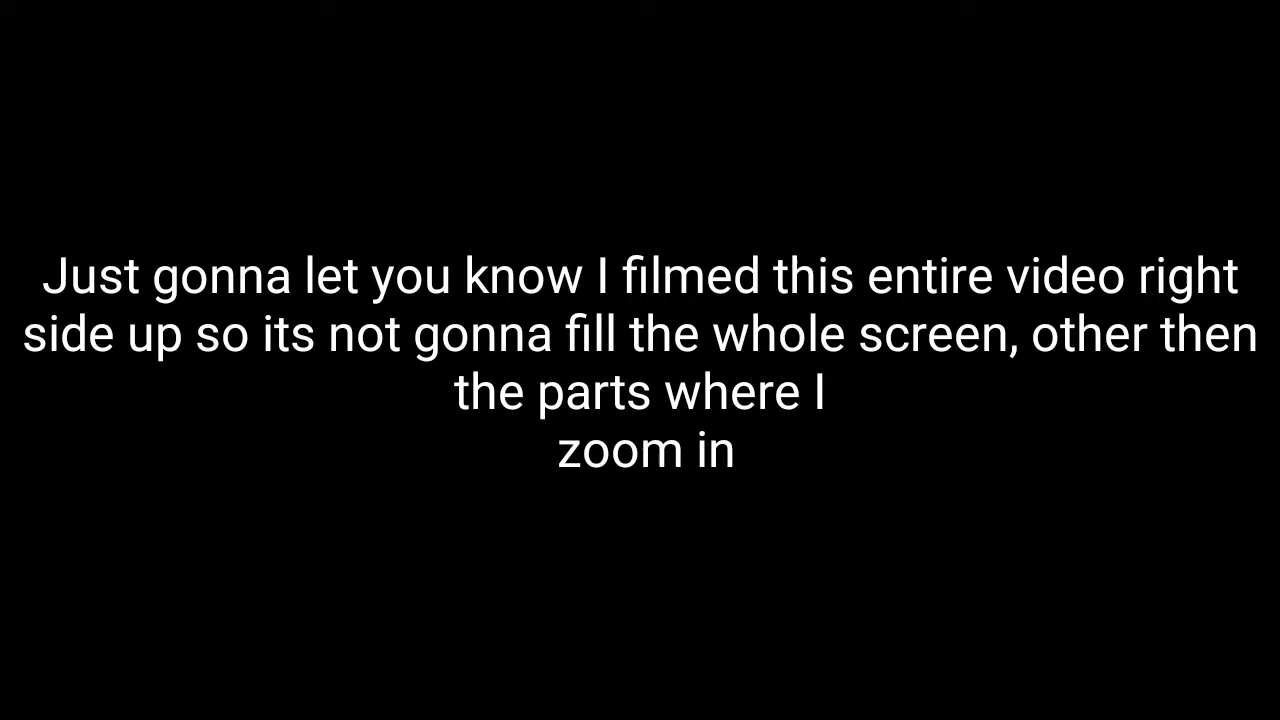 Just gonna let you know I filmed this entire video right
side up so its not gonna fill the whole screen, other then
the parts where I
zoom in